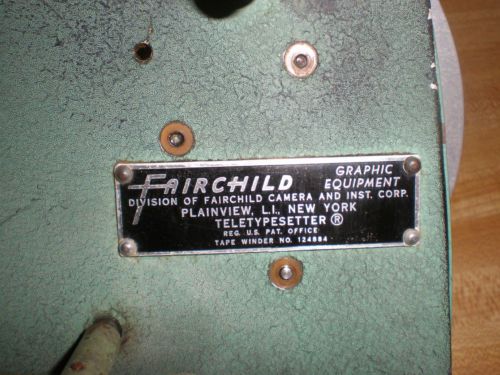 FAIRCHILD GRAPHIC EQUIPMENT
DIVISION OF FAIRCHILD CAMERA AND INST. CORP.
PLAINVIEW, L.I., NEW YORK
TELETYPESETTER ®
REG. U.S. PAT. OFFICE
TAPE WINDER NO. 124884